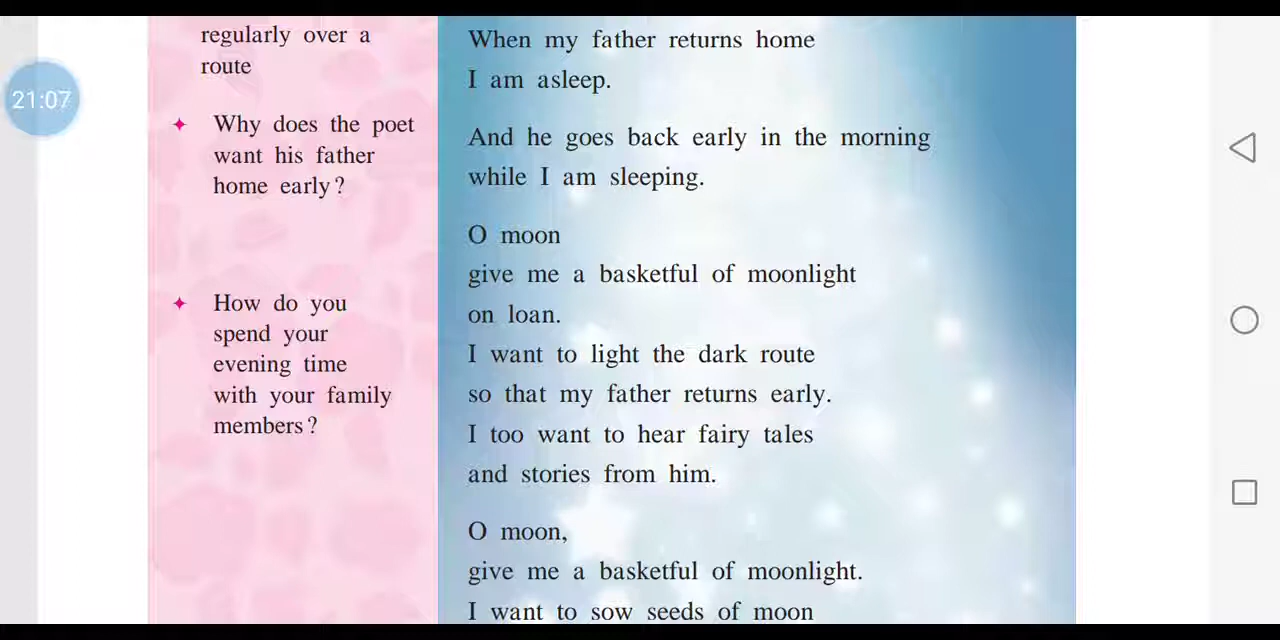 regularly over a
route
21:07
Why does the poet
want his father
home early?
How do you
spend your
evening time
with your family
members?
When my father returns home
I am asleep.
And he goes back early in the morning
while I am sleeping.
O moon
give me a basketful of moonlight
on loan.
I want to light the dark route
so that my father returns early.
I too want to hear fairy tales
and stories from him.
O moon,
give me a basketful of moonlight.
I want to sow seeds of moon